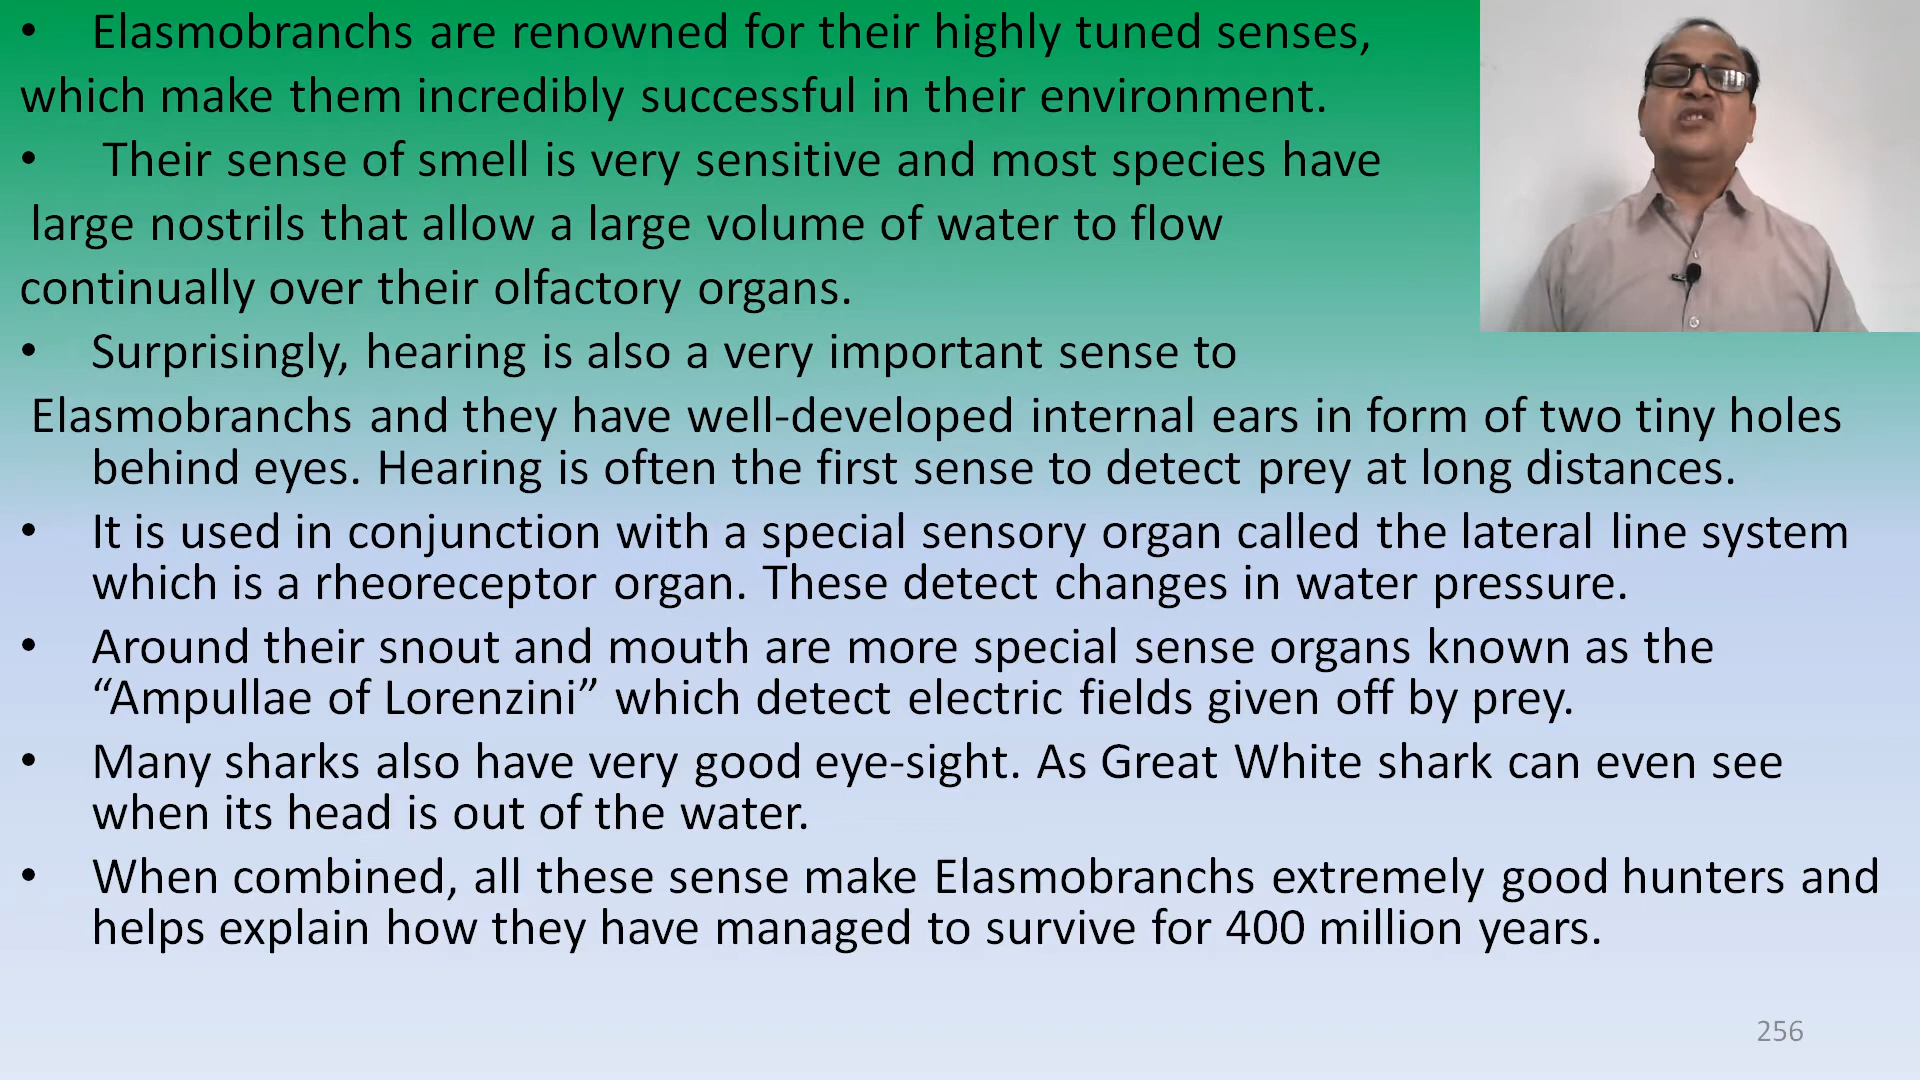 • Elasmobranchs are renowned for their highly tuned senses,
which make them incredibly successful in their environment.
• Their sense of smell is very sensitive and most species have
large nostrils that allow a large volume of water to flow
continually over their olfactory organs.
• Surprisingly, hearing is also a very important sense to
Elasmobranchs and they have well-developed internal ears in form of two tiny holes
behind eyes. Hearing is often the first sense to detect prey at long distances.
• It is used in conjunction with a special sensory organ called the lateral line system
which is a rheoreceptor organ. These detect changes in water pressure.
• Around their snout and mouth are more special sense organs known as the
“Ampullae of Lorenzini” which detect electric fields given off by prey.
• Many sharks also have very good eye-sight. As Great White shark can even see
when its head is out of the water.
• When combined, all these sense make Elasmobranchs extremely good hunters and
helps explain how they have managed to survive for 400 million years.
256